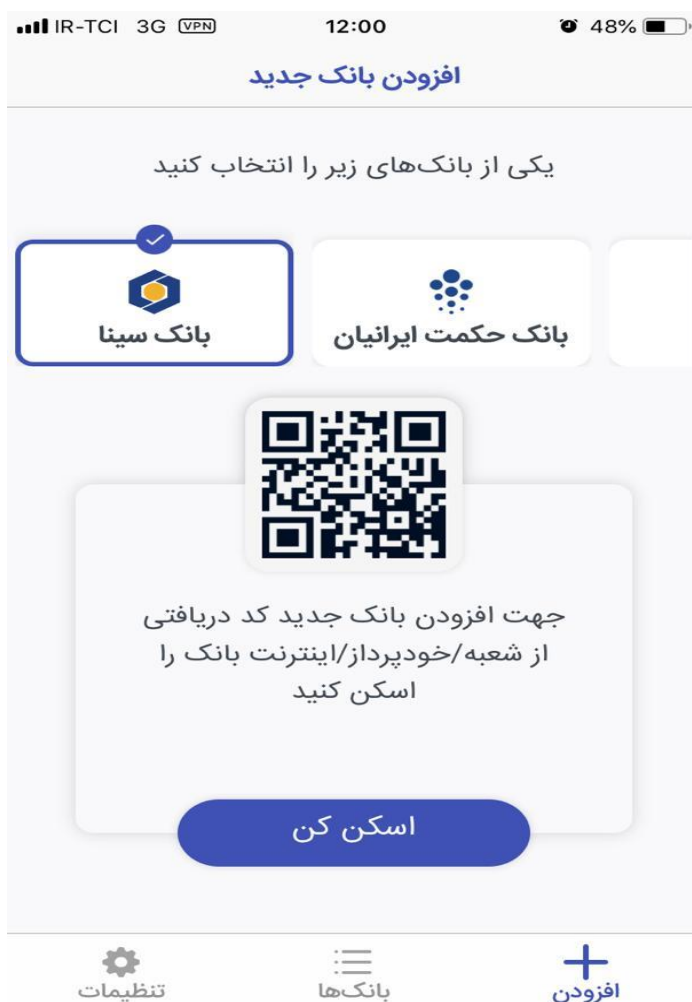 IR-TCI 3G VPN 12:00 48%
افزودن بانک جدید
یکی از بانک‌های زیر را انتخاب کنید
بانک حکمت ایرانیان
بانک سینا
جهت افزودن بانک جدید کد دریافتی
از شعبه/خودپرداز/اینترنت بانک را
اسکن کنید
اسکن کن
افزودن
بانک‌ها
تنظیمات